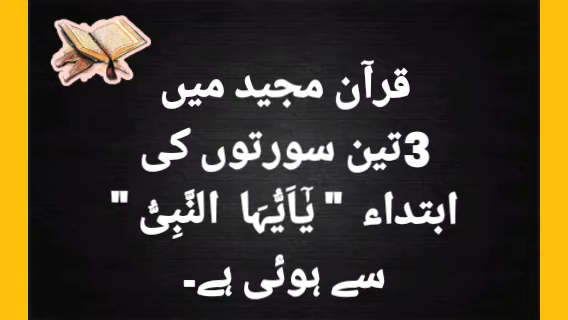 قرآن مجید میں
3تین سورتوں کی
ابتداء " یٰۤاَیُّہَا النَّبِیُّ "
سے ہوئی ہے۔